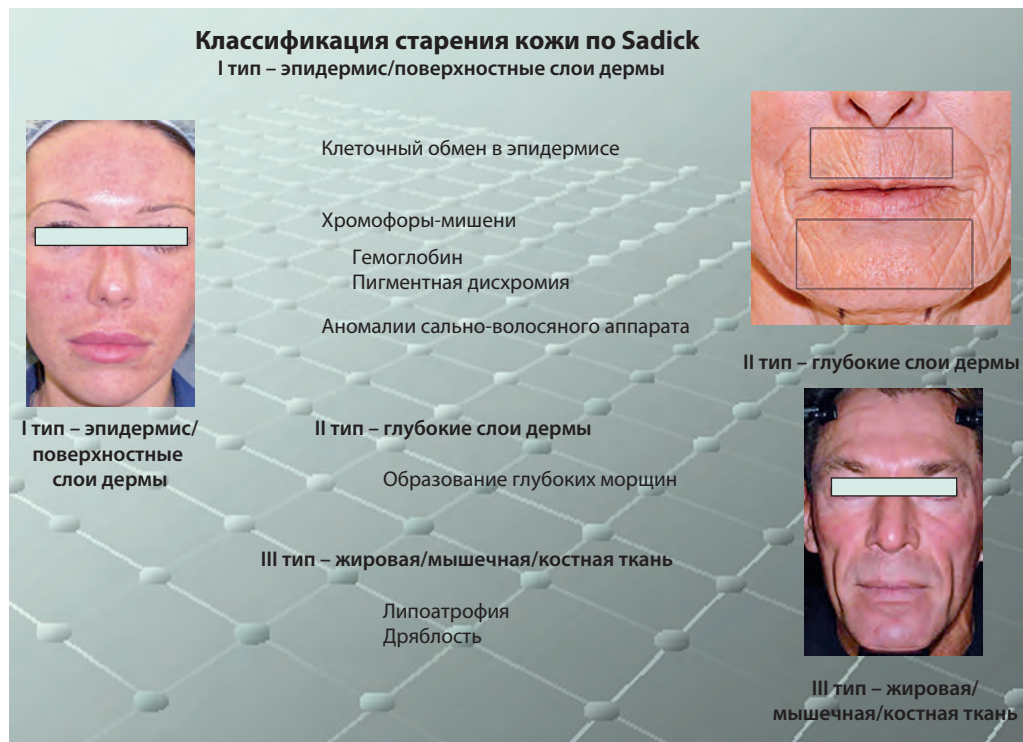 Классификация старения кожи по Sadick
I тип – эпидермис/поверхностные слои дермы
Клеточный обмен в эпидермисе
Хромофоры-мишени
Гемоглобин
Пигментная дисхромия
Аномалии сально-волосяного аппарата
II тип – глубокие слои дермы
I тип – эпидермис/
поверхностные
слои дермы
II тип – глубокие слои дермы
Образование глубоких морщин
III тип – жировая/мышечная/костная ткань
Липоатрофия
Дряблость
III тип – жировая/
мышечная/костная ткань